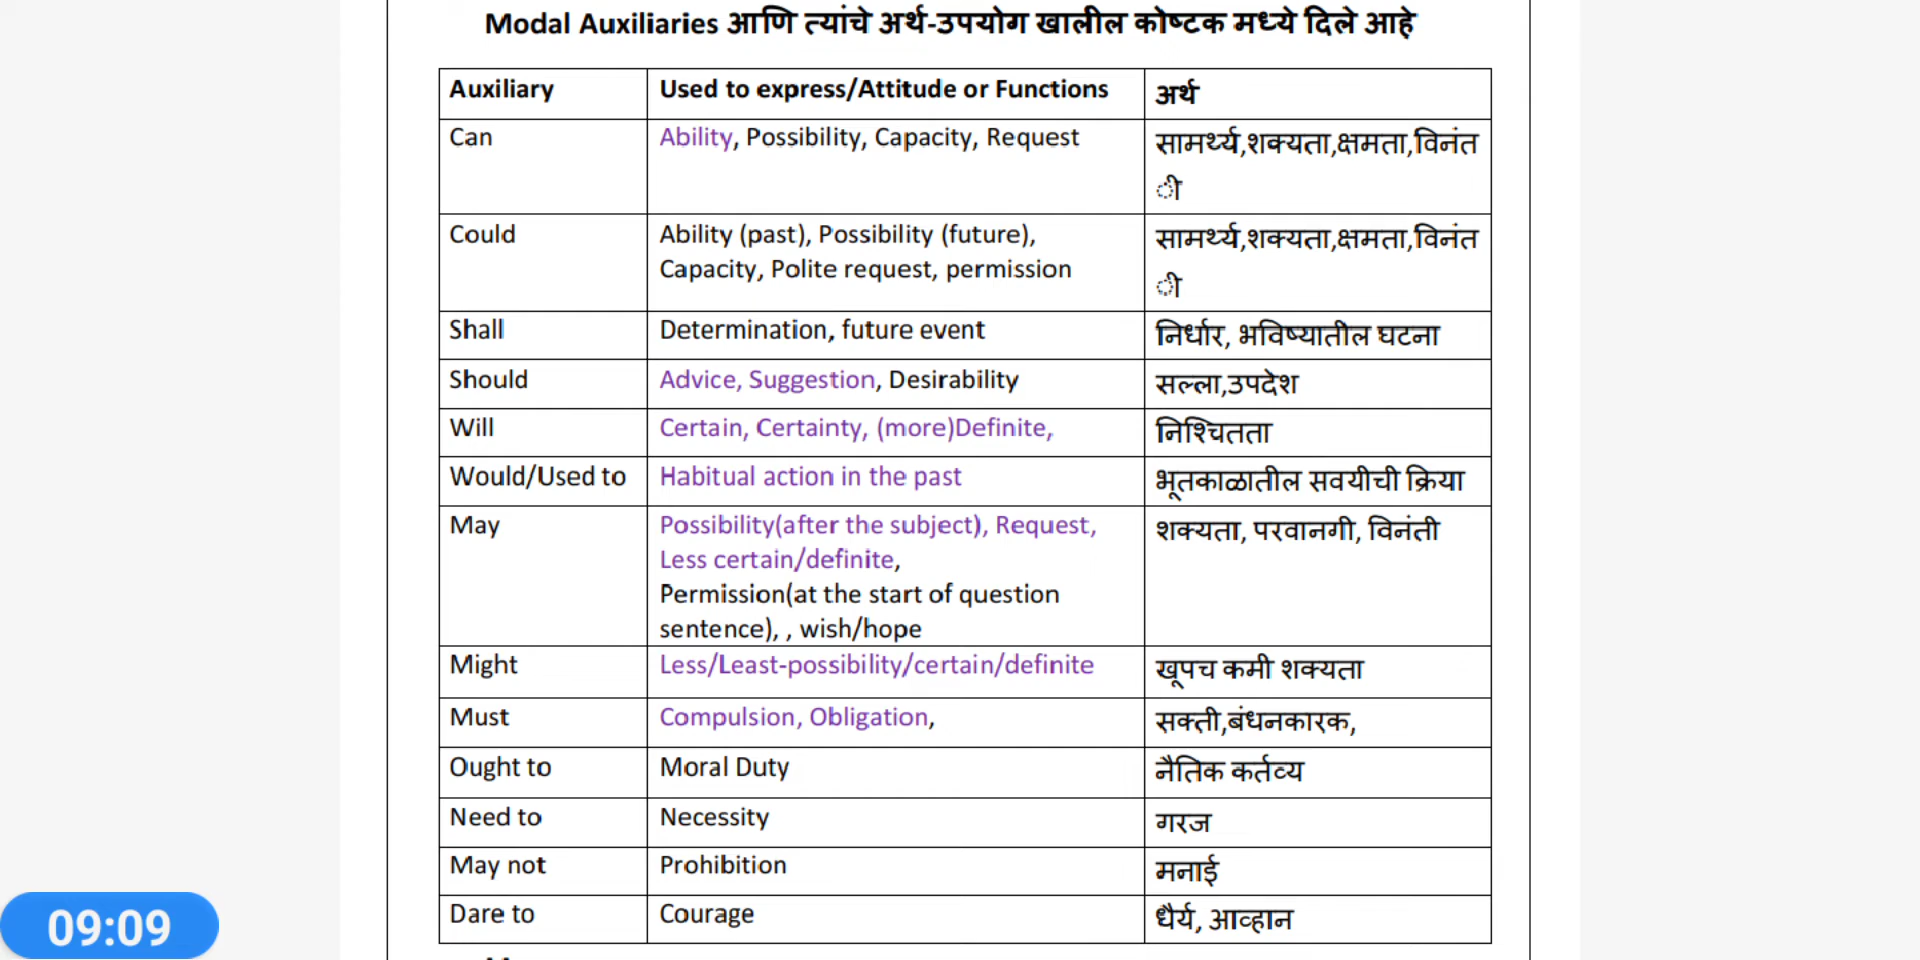 Modal Auxiliaries आणि त्यांचे अर्थ-उपयोग खालील कोष्टक मध्ये दिले आहे
Auxiliary Used to express/Attitude or Functions अर्थ
Can Ability, Possibility, Capacity, Request सामर्थ्य,शक्यता,क्षमता,विनंत
ी
Could Ability (past), Possibility (future), सामर्थ्य,शक्यता,क्षमता,विनंत
Capacity, Polite request, permission ी
Shall Determination, future event निर्धार, भविष्यातील घटना
Should Advice, Suggestion, Desirability सल्ला,उपदेश
Will Certain, Certainty, (more)Definite, निश्चितता
Would/Used to Habitual action in the past भूतकाळातील सवयीची क्रिया
May Possibility(after the subject), Request, शक्यता, परवानगी, विनंती
Less certain/definite,
Permission(at the start of question
sentence), , wish/hope
Might Less/Least-possibility/certain/definite खूपच कमी शक्यता
Must Compulsion, Obligation, सक्ती,बंधनकारक,
Ought to Moral Duty नैतिक कर्तव्य
Need to Necessity गरज
May not Prohibition मनाई
Dare to Courage धैर्य, आव्हान
09:09